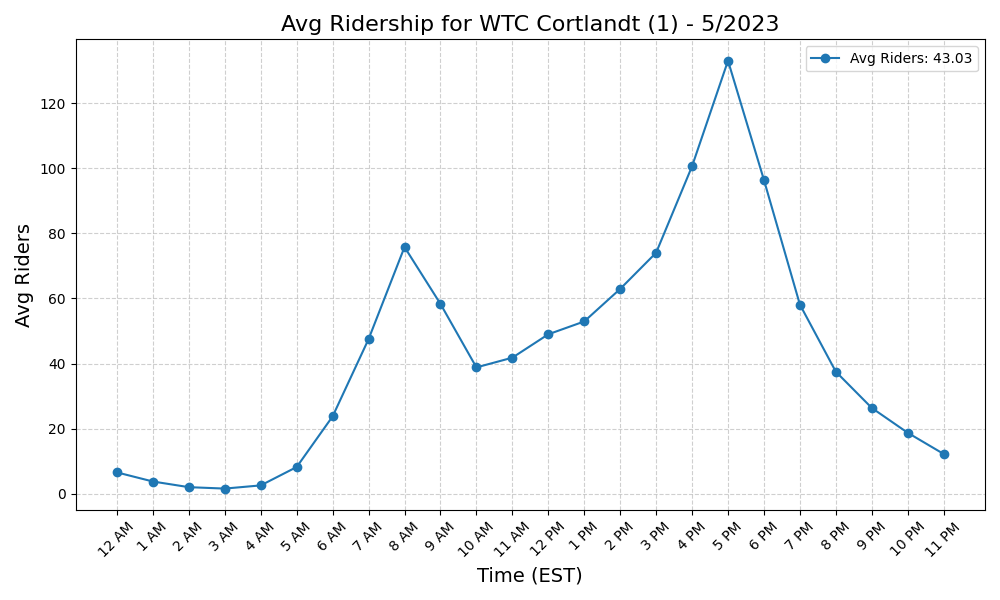 Avg Ridership for WTC Cortlandt (1) - 5/2023
Avg Riders: 43.03
Avg Riders
120
100
80
60
40
20
0
12 AM
1 AM
2 AM
3 AM
4 AM
5 AM
6 AM
7 AM
8 AM
9 AM
10 AM
11 AM
12 PM
1 PM
2 PM
3 PM
4 PM
5 PM
6 PM
7 PM
8 PM
9 PM
10 PM
11 PM
Time (EST)